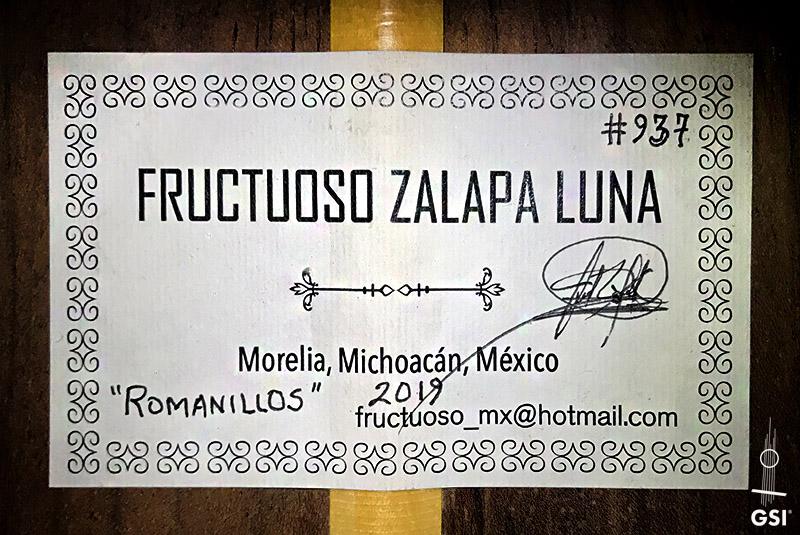 #937
FRUCTUOSO ZALAPA LUNA
Morelia, Michoacán, México
"ROMANILLOS" 2019
fructuoso_mx@hotmail.com
GSI